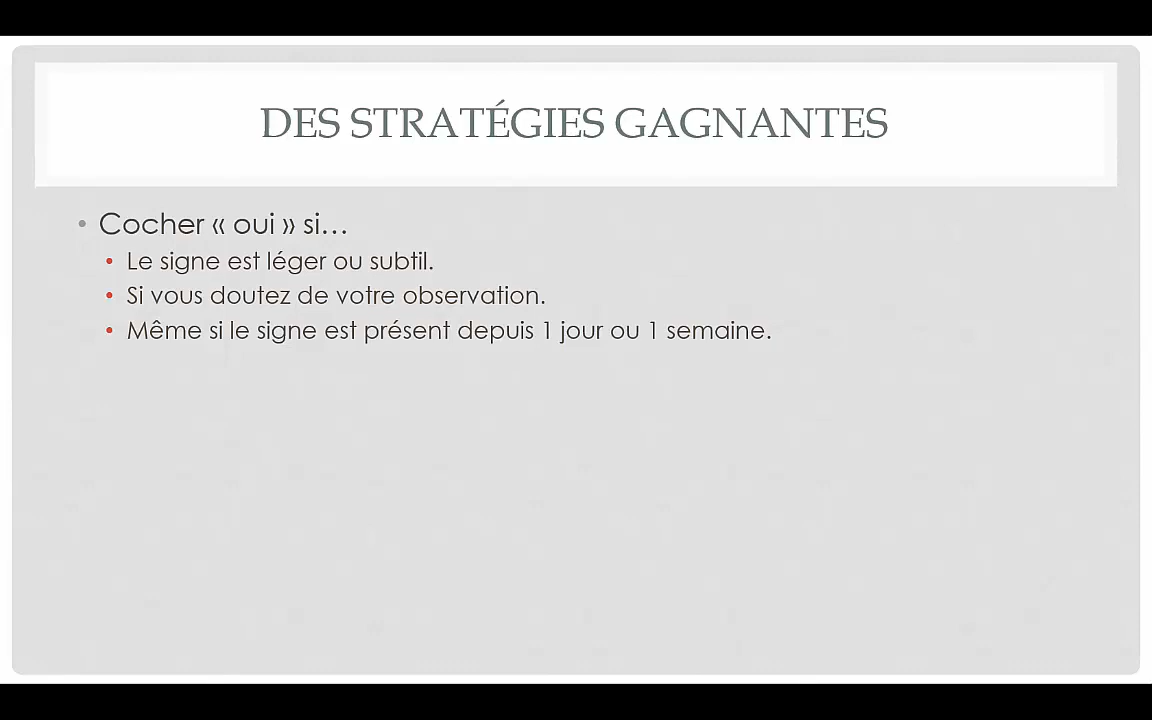 DES STRATÉGIES GAGNANTES
• Cocher « oui » si…
• Le signe est léger ou subtil.
• Si vous doutez de votre observation.
• Même si le signe est présent depuis 1 jour ou 1 semaine.